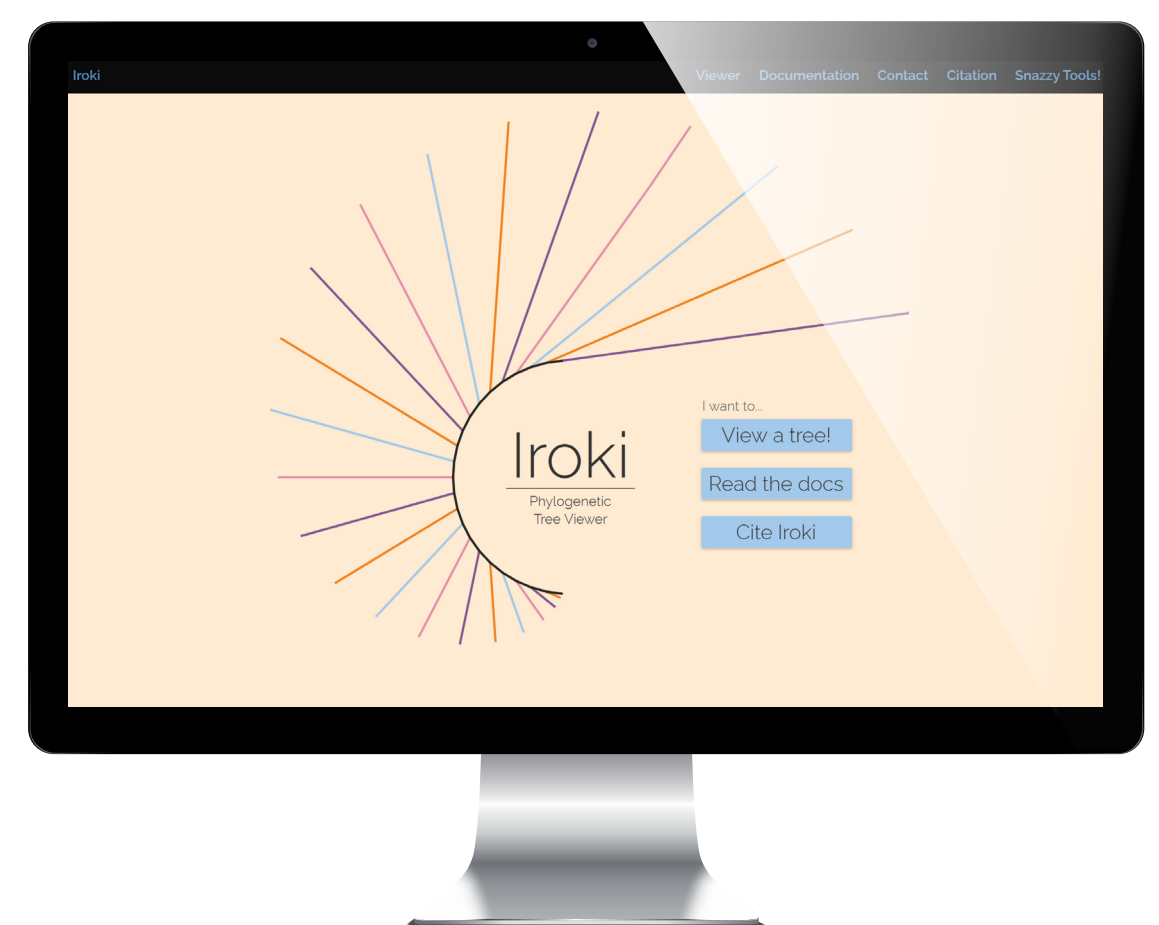 Iroki
Viewer Documentation Contact Citation Snazzy Tools!
I want to...
View a tree!
Read the docs
Cite Iroki
Iroki
Phylogenetic
Tree Viewer